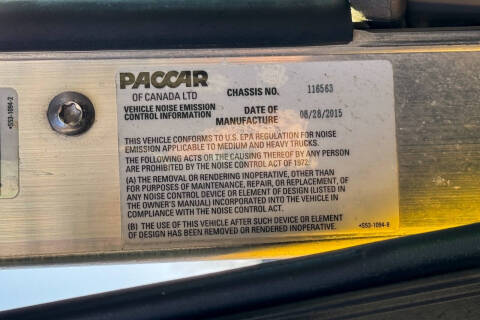 PACCAR
OF CANADA LTD
CHASSIS NO. 116563
VEHICLE NOISE EMISSION
CONTROL INFORMATION
DATE OF
MANUFACTURE
08/28/2015
THIS VEHICLE CONFORMS TO U.S. EPA REGULATION FOR NOISE
EMISSION APPLICABLE TO MEDIUM AND HEAVY TRUCKS.
THE FOLLOWING ACTS OR THE CAUSING THEREOF BY ANY PERSON
ARE PROHIBITED BY THE NOISE CONTROL ACT OF 1972:
(A) THE REMOVAL OR RENDERING INOPERATIVE, OTHER THAN
FOR PURPOSES OF MAINTENANCE, REPAIR, OR REPLACEMENT, OF
ANY NOISE CONTROL DEVICE OR ELEMENT OF DESIGN (LISTED IN
THE OWNER'S MANUAL) INCORPORATED INTO THE VEHICLE IN
COMPLIANCE WITH THE NOISE CONTROL ACT.
(B) THE USE OF THIS VEHICLE AFTER SUCH DEVICE OR ELEMENT
OF DESIGN HAS BEEN REMOVED OR RENDERED INOPERATIVE.